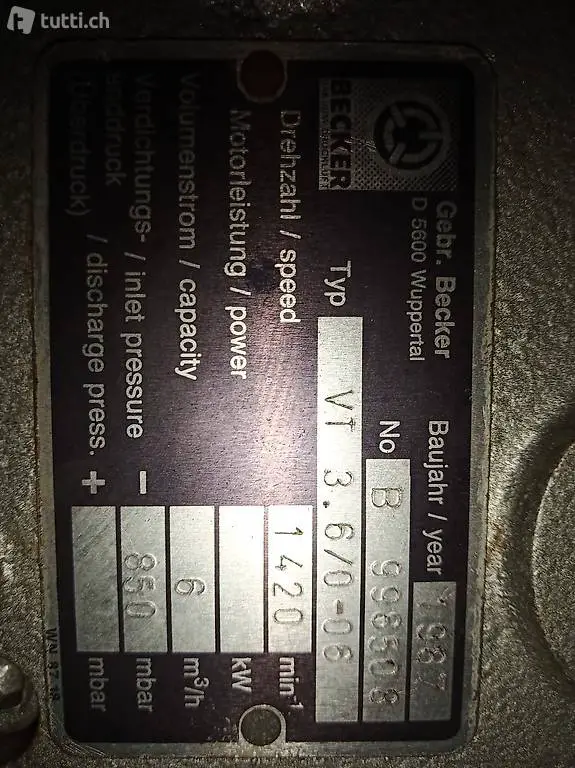 tutti.ch
BECKER
Gebr. Becker
D 5600 Wuppertal
Baujahr / year 1987
No B 998508
Typ VT 3.6/0-06
Drehzahl / speed 1420 min-1
Motorleistung / power kW
Volumenstrom / capacity 6 m³/h
Verdichtungs- / inlet pressure − 850 mbar
enddruck
(Überdruck) / discharge press. + mbar